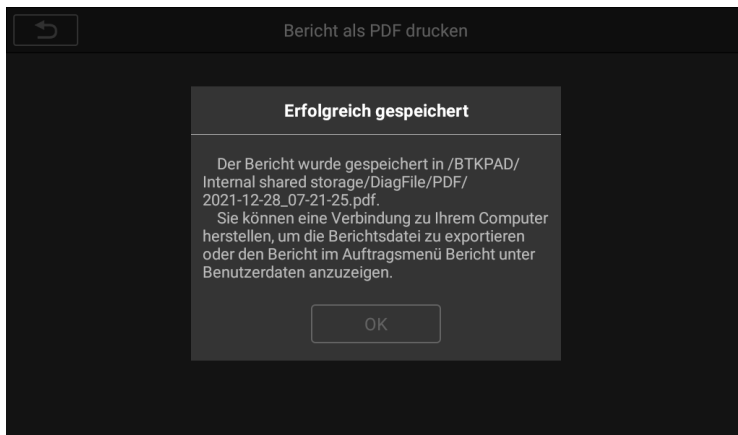 Bericht als PDF drucken
Erfolgreich gespeichert
Der Bericht wurde gespeichert in /BTKPAD/
Internal shared storage/DiagFile/PDF/
2021-12-28_07-21-25.pdf.
Sie können eine Verbindung zu Ihrem Computer
herstellen, um die Berichtsdatei zu exportieren
oder den Bericht im Auftragsmenü Bericht unter
Benutzerdaten anzuzeigen.
OK